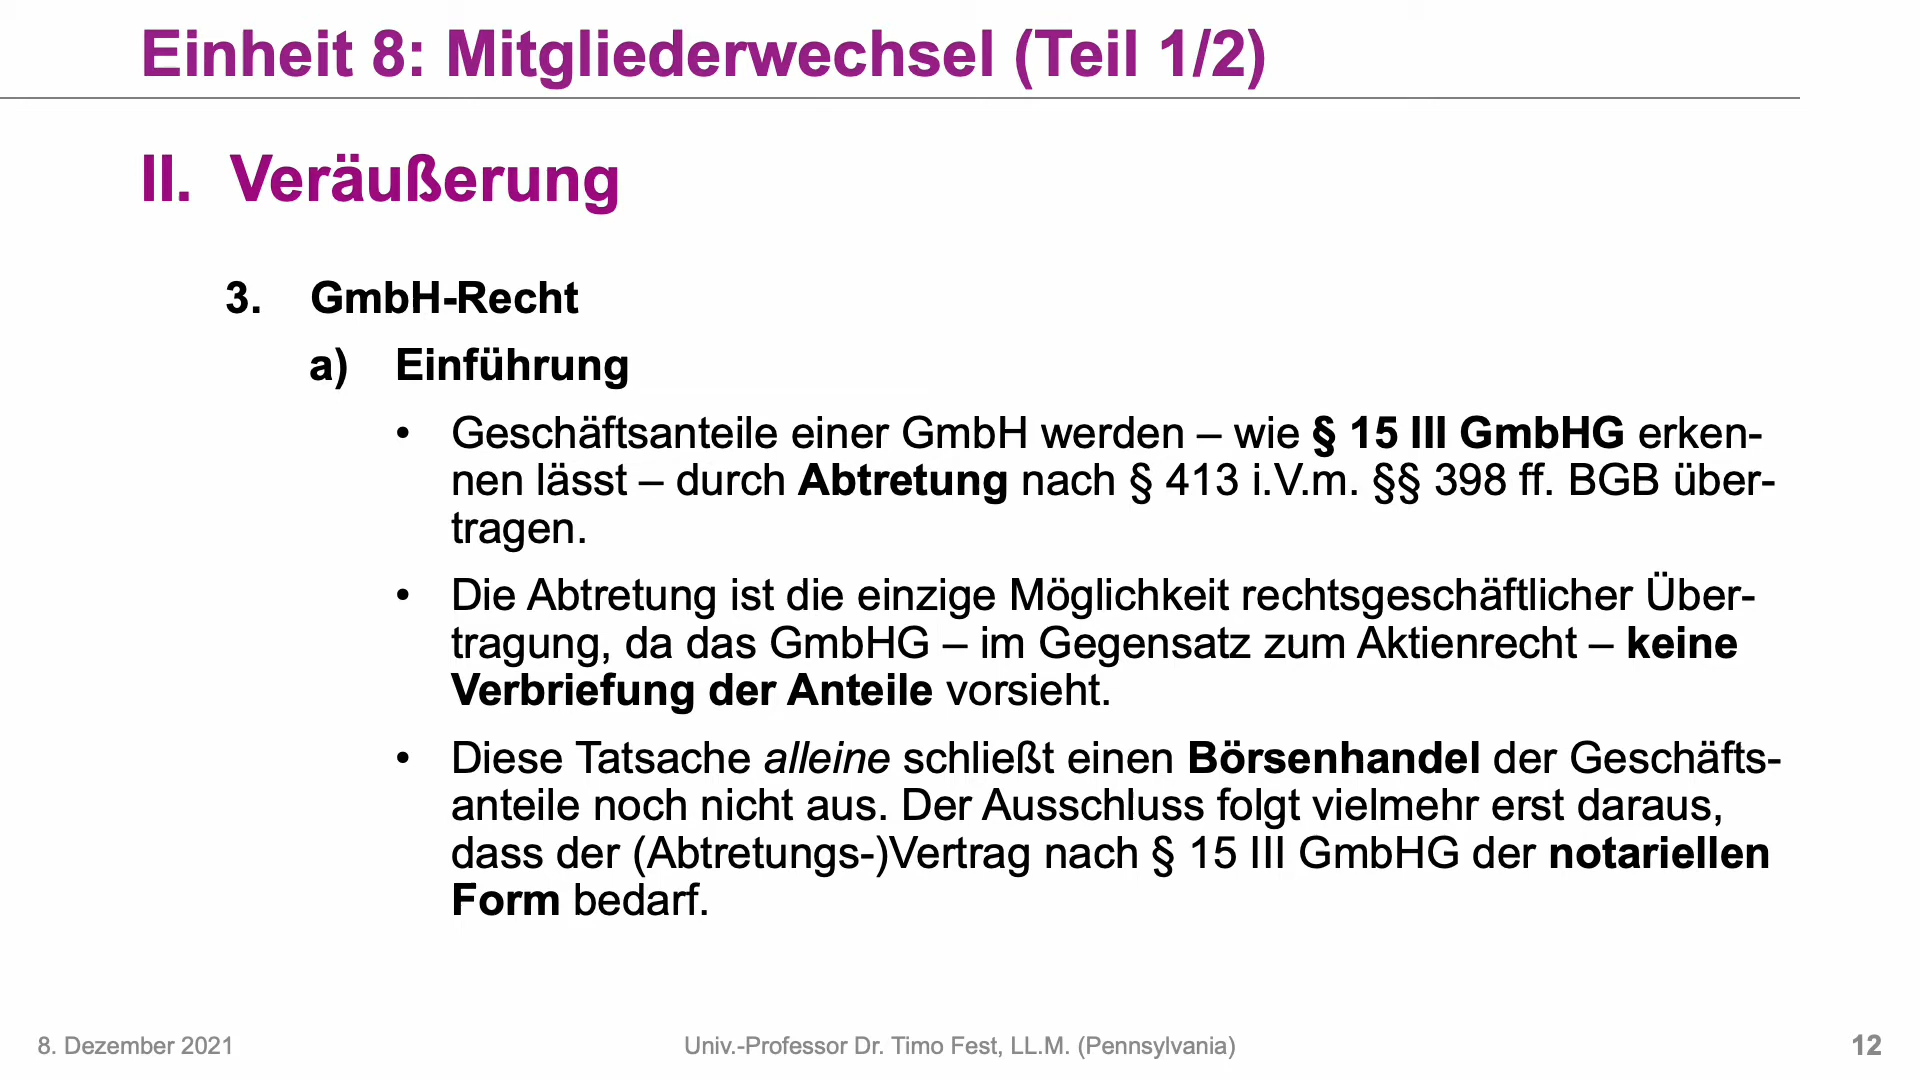 Einheit 8: Mitgliederwechsel (Teil 1/2)
II. Veräußerung
3. GmbH-Recht
a) Einführung
• Geschäftsanteile einer GmbH werden – wie § 15 III GmbHG erken-
nen lässt – durch Abtretung nach § 413 i.V.m. §§ 398 ff. BGB über-
tragen.
• Die Abtretung ist die einzige Möglichkeit rechtsgeschäftlicher Über-
tragung, da das GmbHG – im Gegensatz zum Aktienrecht – keine
Verbriefung der Anteile vorsieht.
• Diese Tatsache alleine schließt einen Börsenhandel der Geschäfts-
anteile noch nicht aus. Der Ausschluss folgt vielmehr erst daraus,
dass der (Abtretungs-)Vertrag nach § 15 III GmbHG der notariellen
Form bedarf.
8. Dezember 2021 Univ.-Professor Dr. Timo Fest, LL.M. (Pennsylvania) 12